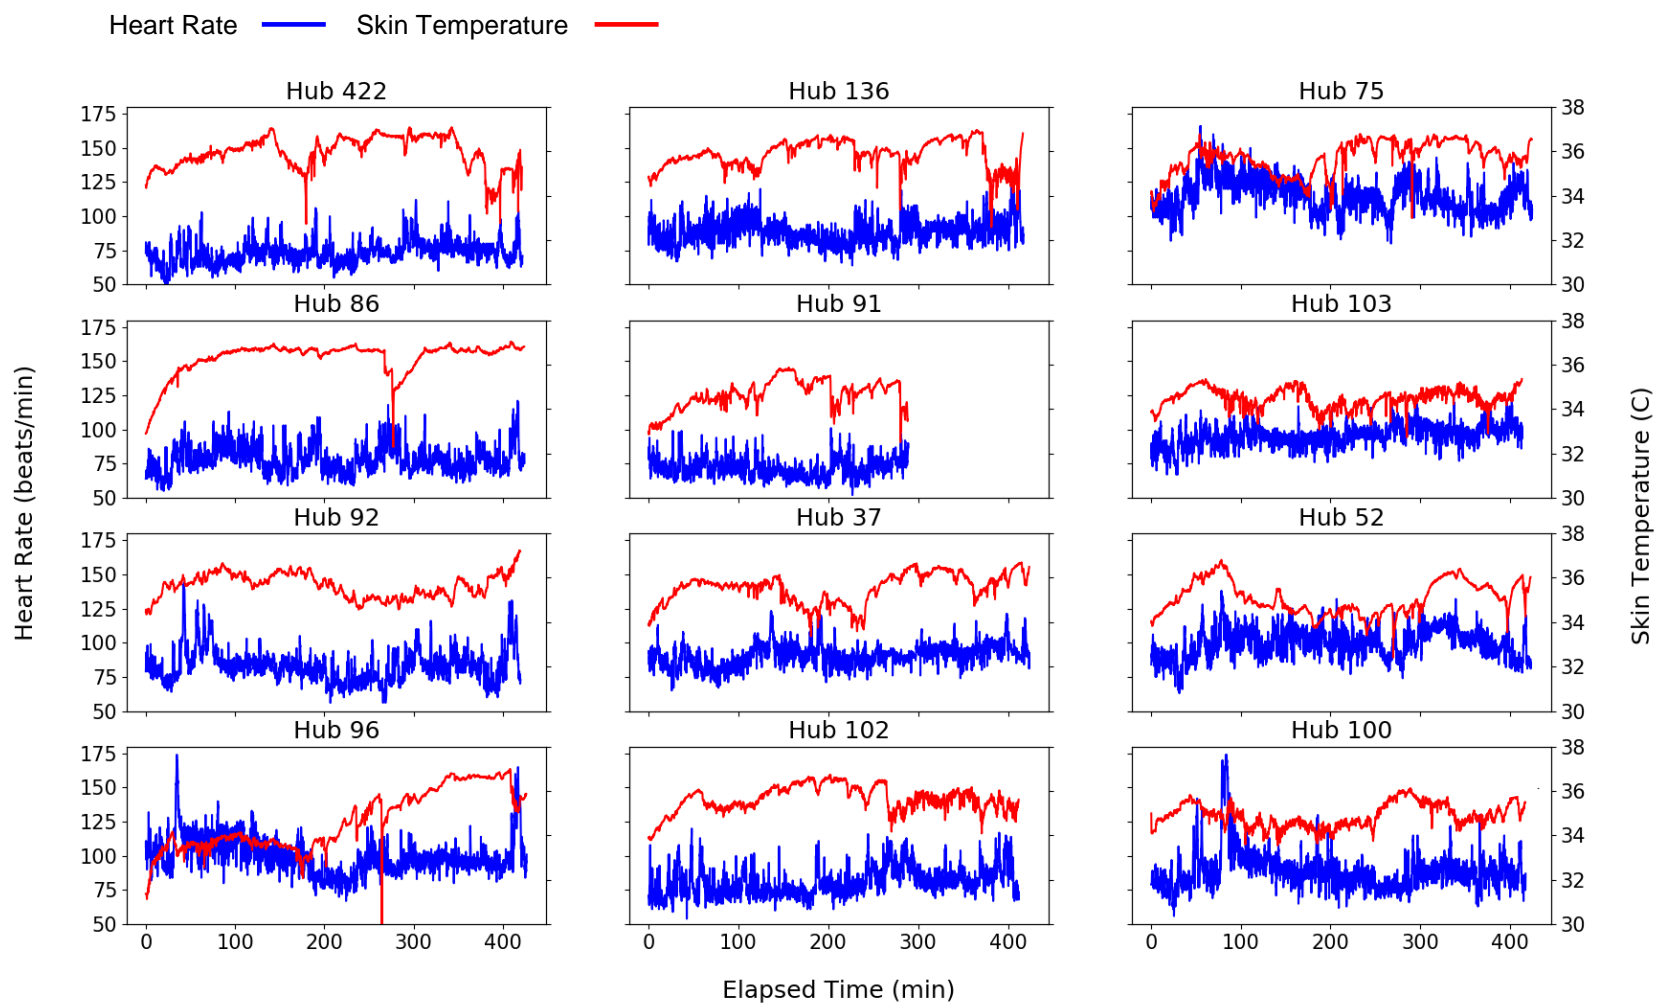 Heart Rate Skin Temperature
Hub 422 Hub 136 Hub 75
175 38
150 36
125 34
100 32
75
50 30
Hub 86 Hub 91 Hub 103
175 38
150 36
125 34
100 32
75
50 30
Hub 92 Hub 37 Hub 52
175 38
150 36
125 34
100 32
75
50 30
Hub 96 Hub 102 Hub 100
175 38
150 36
125 34
100 32
75
50 30
0 100 200 300 400 0 100 200 300 400 0 100 200 300 400
Elapsed Time (min)
Heart Rate (beats/min)
Skin Temperature (C)